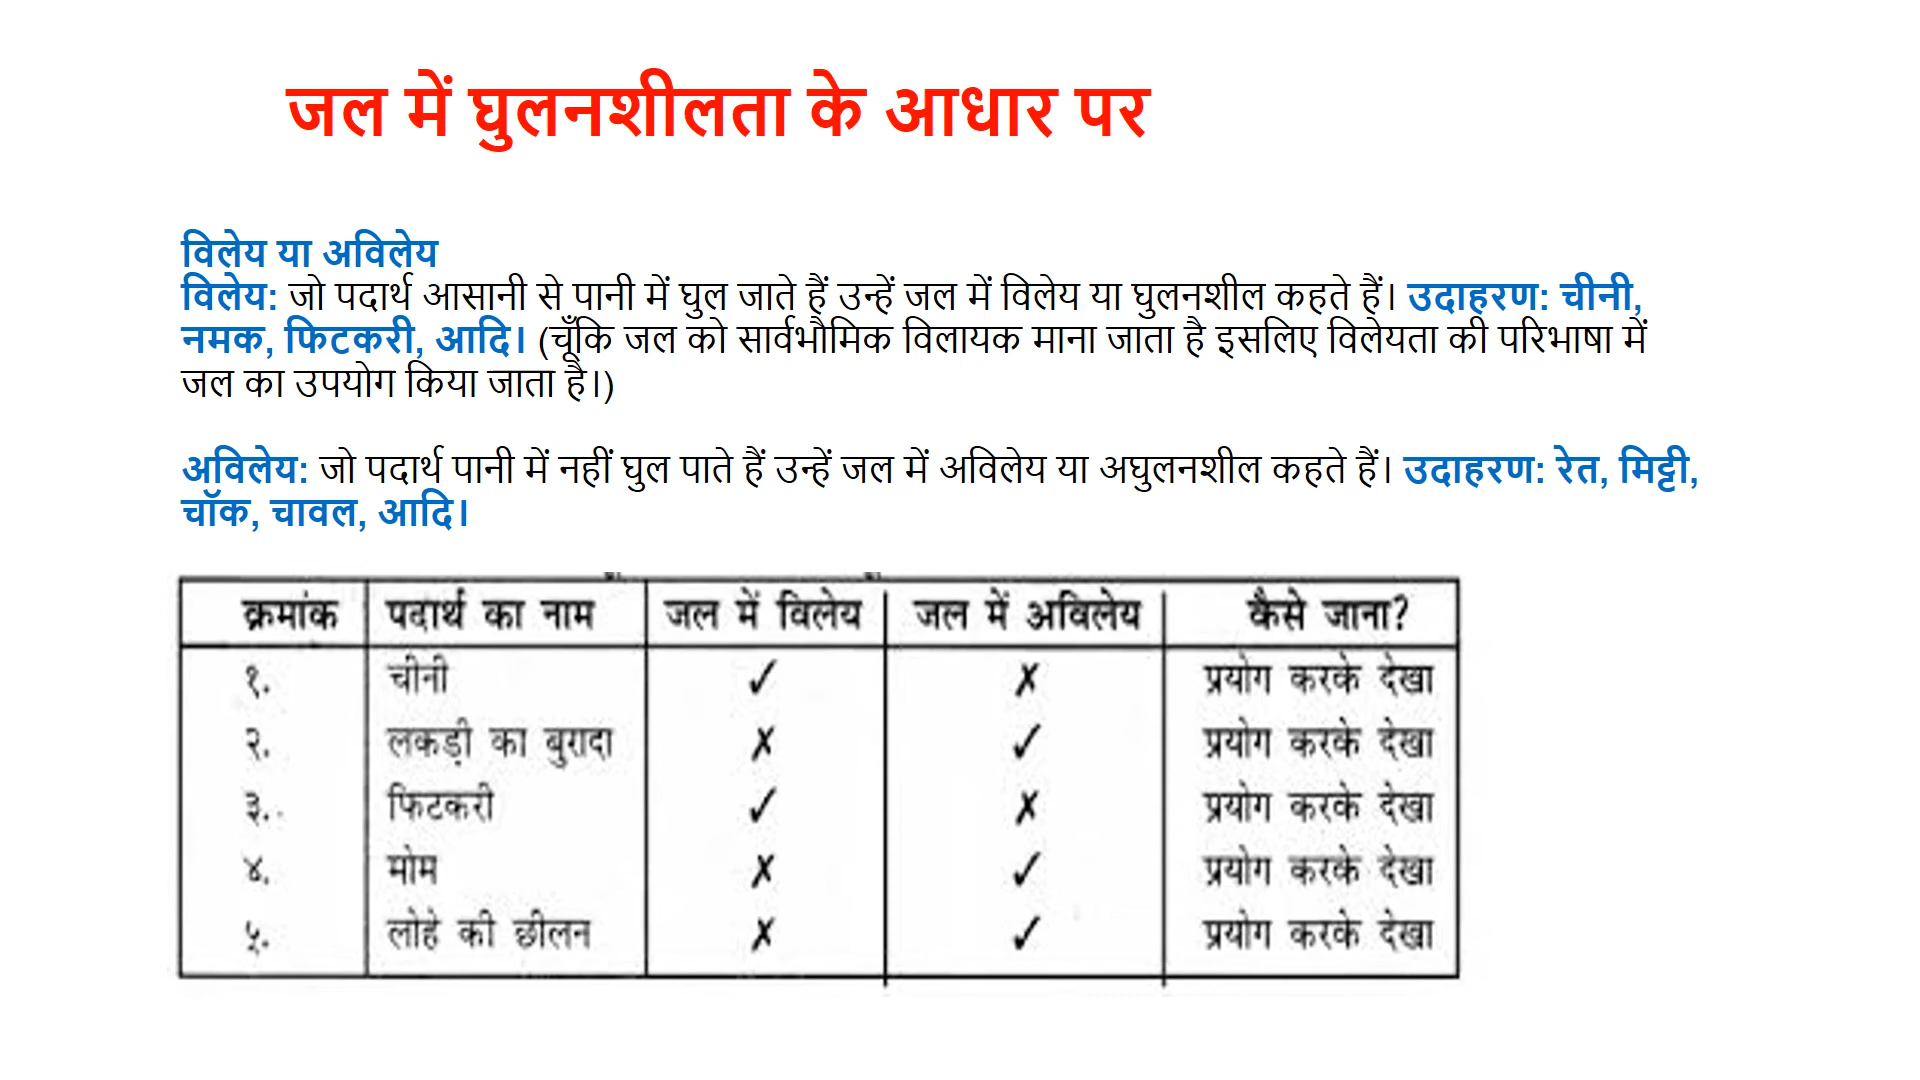 जल में घुलनशीलता के आधार पर
विलेय या अविलेय
विलेय: जो पदार्थ आसानी से पानी में घुल जाते हैं उन्हें जल में विलेय या घुलनशील कहते हैं। उदाहरण: चीनी,
नमक, फिटकरी, आदि। (चूँकि जल को सार्वभौमिक विलायक माना जाता है इसलिए विलेयता की परिभाषा में
जल का उपयोग किया जाता है।)
अविलेय: जो पदार्थ पानी में नहीं घुल पाते हैं उन्हें जल में अविलेय या अघुलनशील कहते हैं। उदाहरण: रेत, मिट्टी,
चॉक, चावल, आदि।
क्रमांक पदार्थ का नाम जल में विलेय जल में अविलेय कैसे जाना?
१. चीनी ✓ ✗ प्रयोग करके देखा
२. लकड़ी का बुरादा ✗ ✓ प्रयोग करके देखा
३. फिटकरी ✓ ✗ प्रयोग करके देखा
४. मोम ✗ ✓ प्रयोग करके देखा
५. लोहे की छीलन ✗ ✓ प्रयोग करके देखा